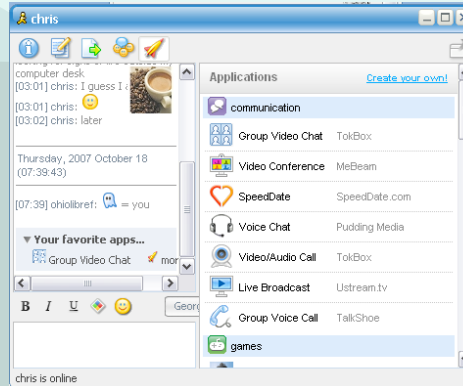 chris
computer desk
[03:01] chris: I guess I
[03:01] chris:
[03:02] chris: later
Thursday, 2007 October 18
(07:39:43)
[07:39] ohiolibref: = you
Your favorite apps...
Group Video Chat mor
B I U Georg
chris is online
Applications Create your own!
communication
Group Video Chat TokBox
Video Conference MeBeam
SpeedDate SpeedDate.com
Voice Chat Pudding Media
Video/Audio Call TokBox
Live Broadcast Ustream.tv
Group Voice Call TalkShoe
games